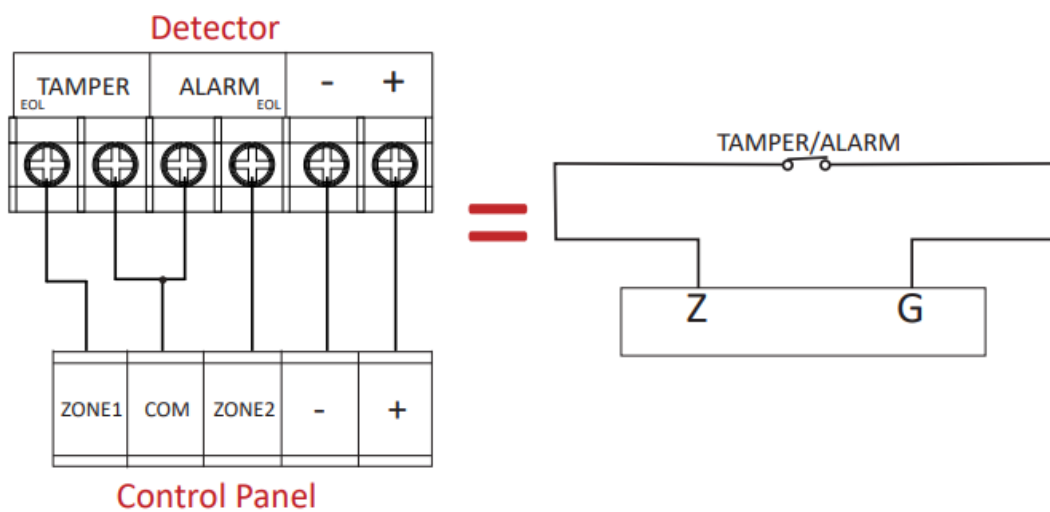 Detector
TAMPER ALARM - +
EOL EOL
TAMPER/ALARM
Z G
ZONE1 COM ZONE2 - +
Control Panel